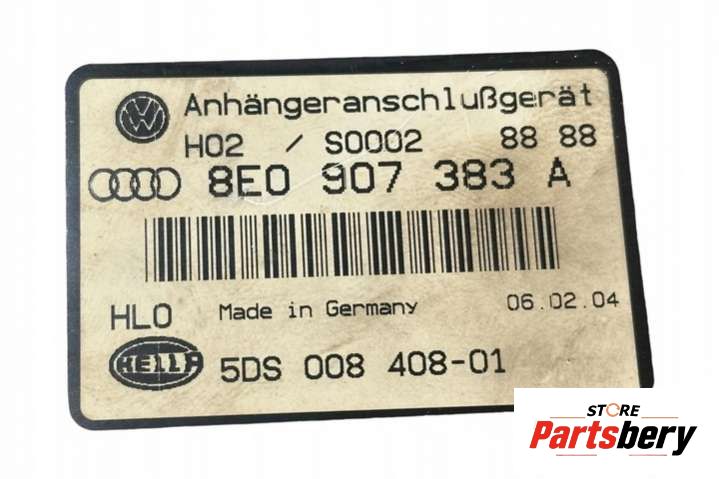 Anhängeranschlußgerät
H02 / S0002 88 88
8E0 907 383 A
HLO Made in Germany 06.02.04
HELLA 5DS 008 408-01
STORE
Partsbery